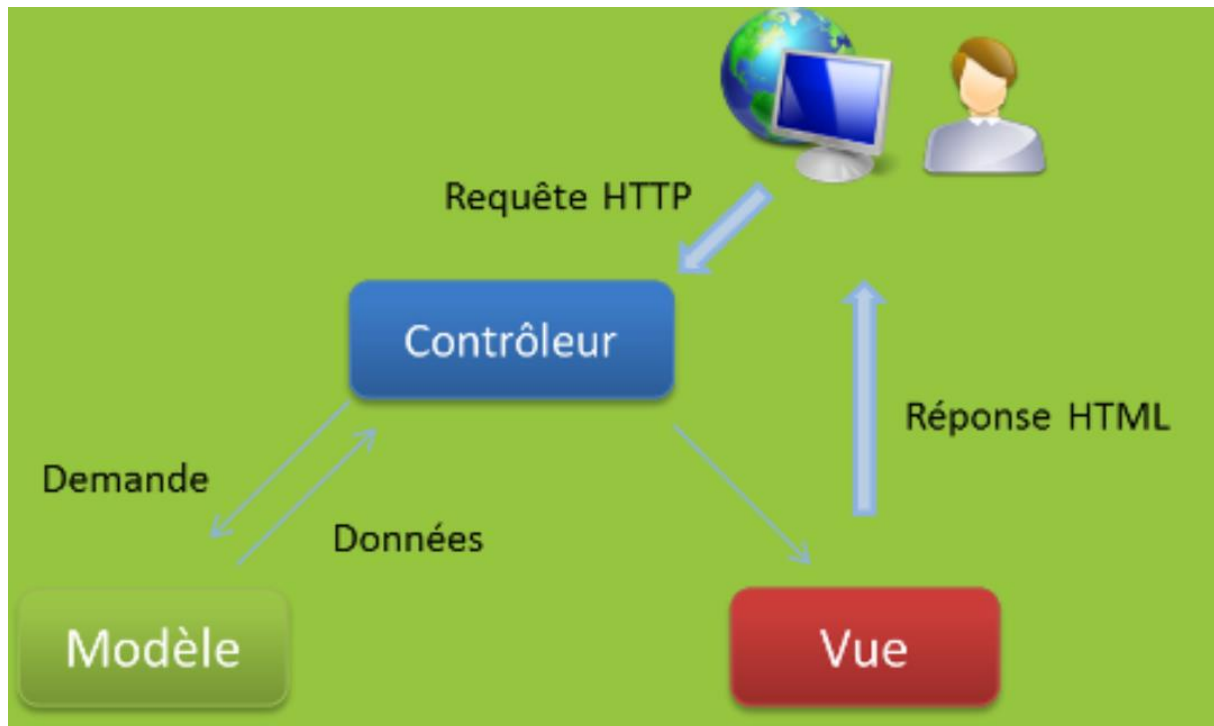 Requête HTTP
Contrôleur
Réponse HTML
Demande
Données
Modèle
Vue